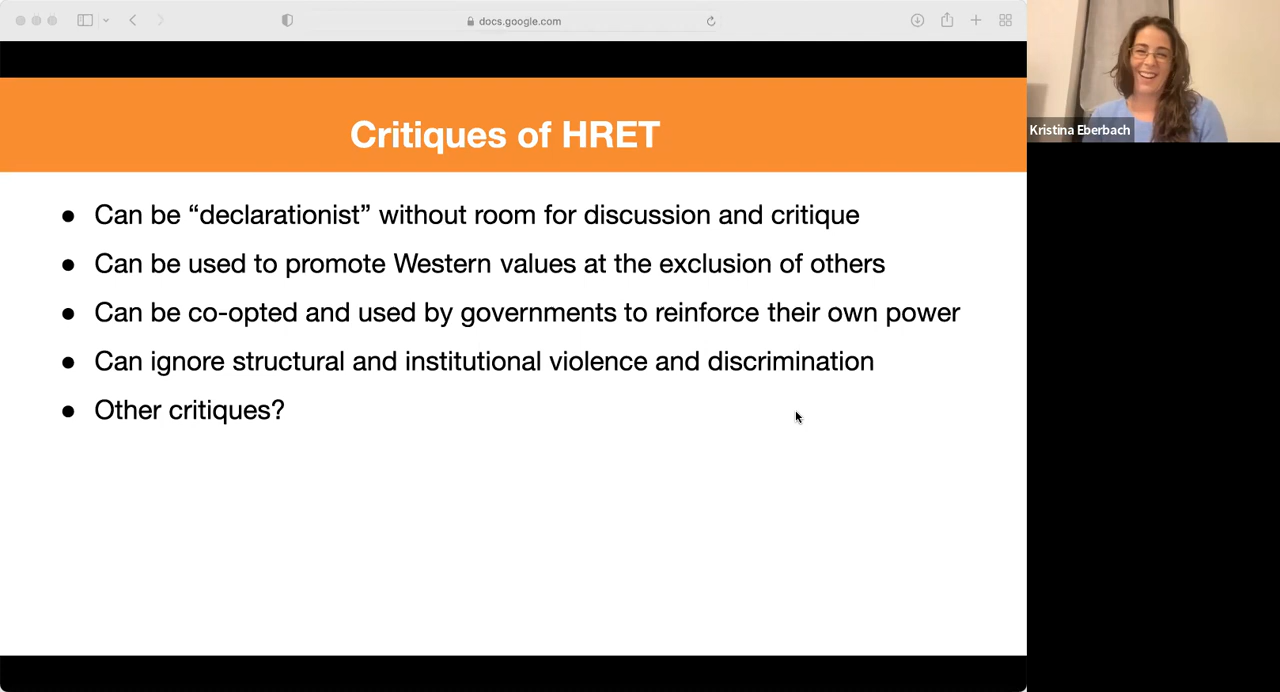 docs.google.com
Critiques of HRET
● Can be “declarationist” without room for discussion and critique
● Can be used to promote Western values at the exclusion of others
● Can be co-opted and used by governments to reinforce their own power
● Can ignore structural and institutional violence and discrimination
● Other critiques?
Kristina Eberbach